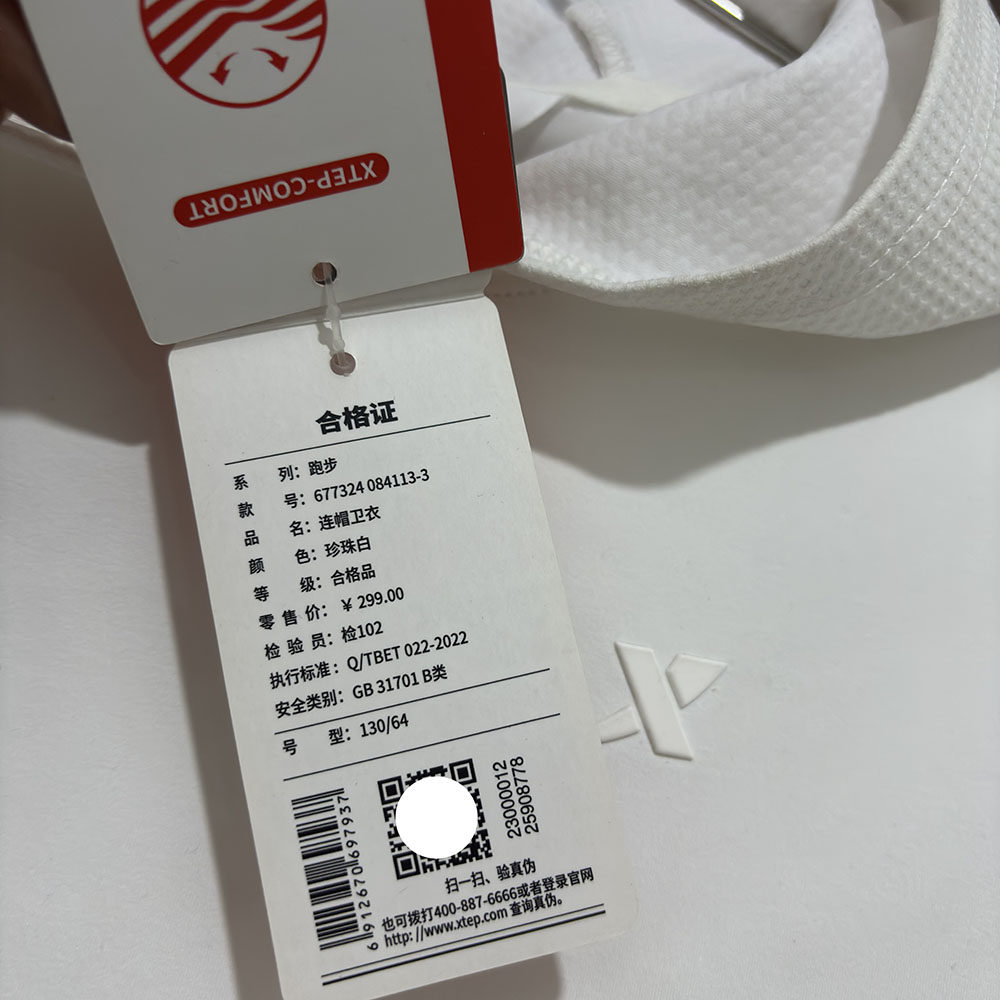 XTEP-COMFORT
合格证
系列：跑步
款号：677324 084113-3
品名：连帽卫衣
颜色：珍珠白
等级：合格品
零售价：￥299.00
检验员：检102
执行标准：Q/TBET 022-2022
安全类别：GB 31701 B类
号型：130/64
6 912670 697937
23000012
25908778
扫一扫、验真伪
也可拨打400-887-6666或者登录官网
http: //www.xtep.com 查询真伪。